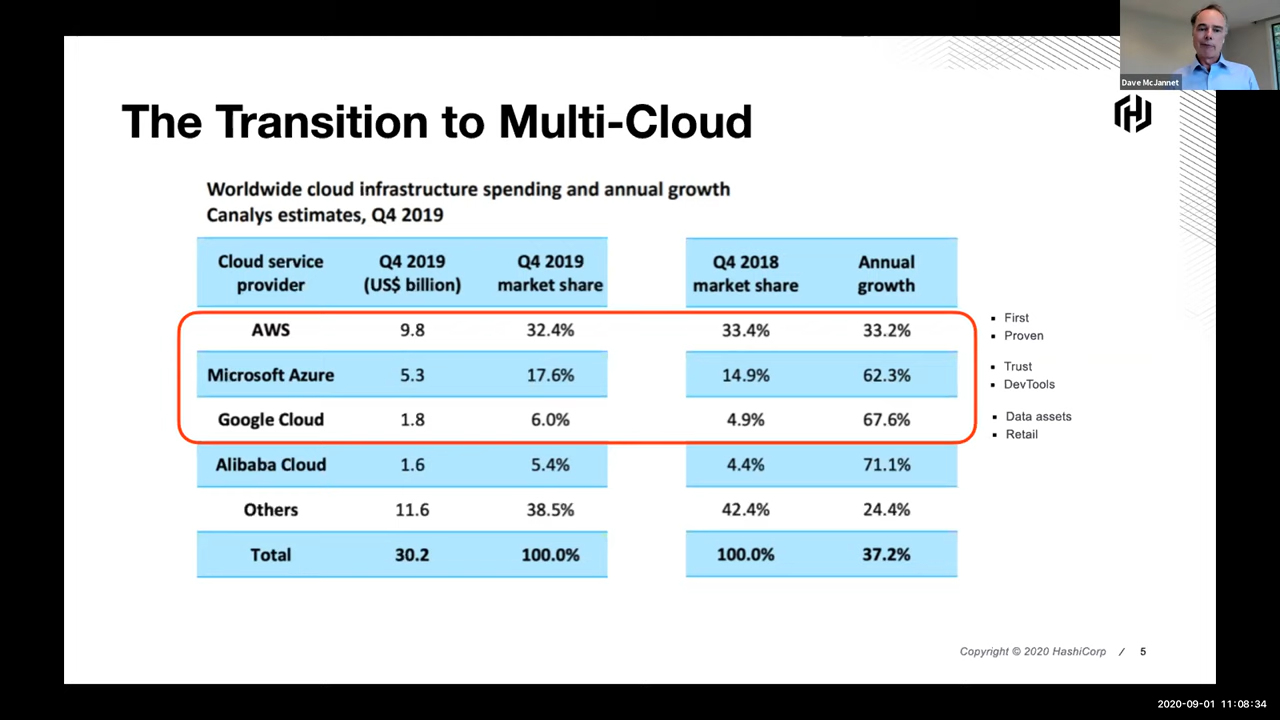 Dave McJannet
The Transition to Multi-Cloud
Worldwide cloud infrastructure spending and annual growth
Canalys estimates, Q4 2019
Cloud service provider Q4 2019 (US$ billion) Q4 2019 market share Q4 2018 market share Annual growth
AWS 9.8 32.4% 33.4% 33.2%
Microsoft Azure 5.3 17.6% 14.9% 62.3%
Google Cloud 1.8 6.0% 4.9% 67.6%
Alibaba Cloud 1.6 5.4% 4.4% 71.1%
Others 11.6 38.5% 42.4% 24.4%
Total 30.2 100.0% 100.0% 37.2%
▪ First
▪ Proven
▪ Trust
▪ DevTools
▪ Data assets
▪ Retail
Copyright © 2020 HashiCorp / 5
2020-09-01 11:08:34